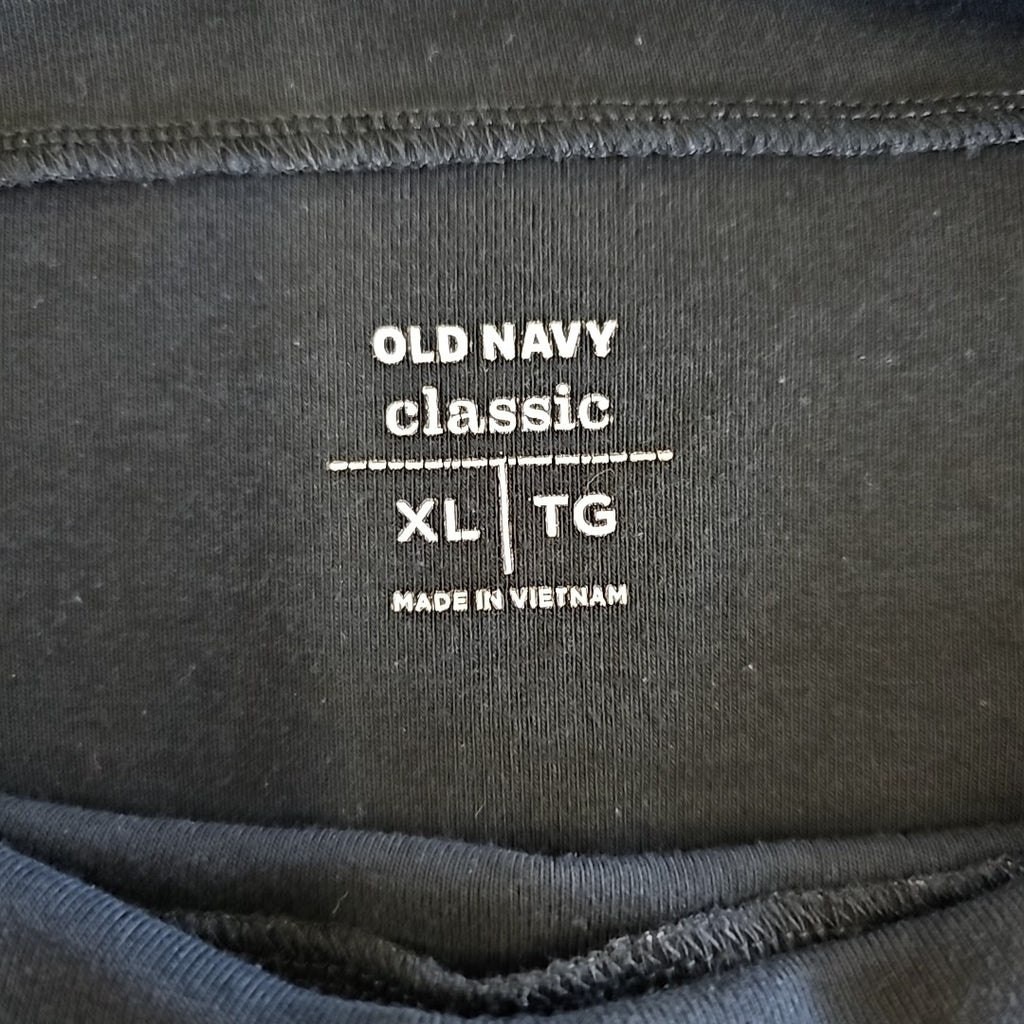 OLD NAVY
classic
XL | TG
MADE IN VIETNAM